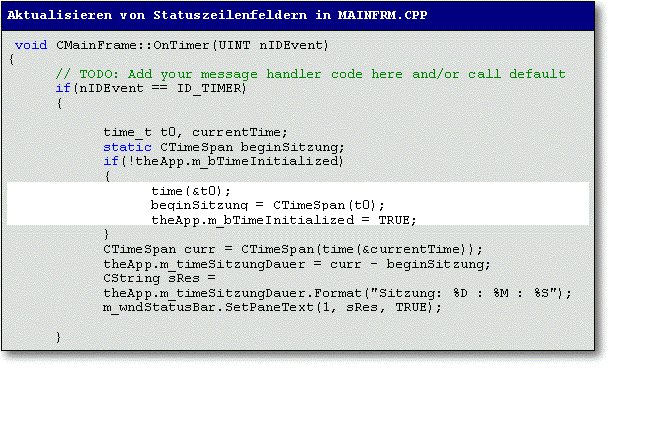 Aktualisieren von Statuszeilenfeldern in MAINFRM.CPP
void CMainFrame::OnTimer(UINT nIDEvent)
{
// TODO: Add your message handler code here and/or call default
if(nIDEvent == ID_TIMER)
{
time_t t0, currentTime;
static CTimeSpan beginSitzung;
if(!theApp.m_bTimeInitialized)
{
time(&t0);
beginSitzung = CTimeSpan(t0);
theApp.m_bTimeInitialized = TRUE;
}
CTimeSpan curr = CTimeSpan(time(&currentTime));
theApp.m_timeSitzungDauer = curr - beginSitzung;
CString sRes =
theApp.m_timeSitzungDauer.Format("Sitzung: %D : %M : %S");
m_wndStatusBar.SetPaneText(1, sRes, TRUE);
}